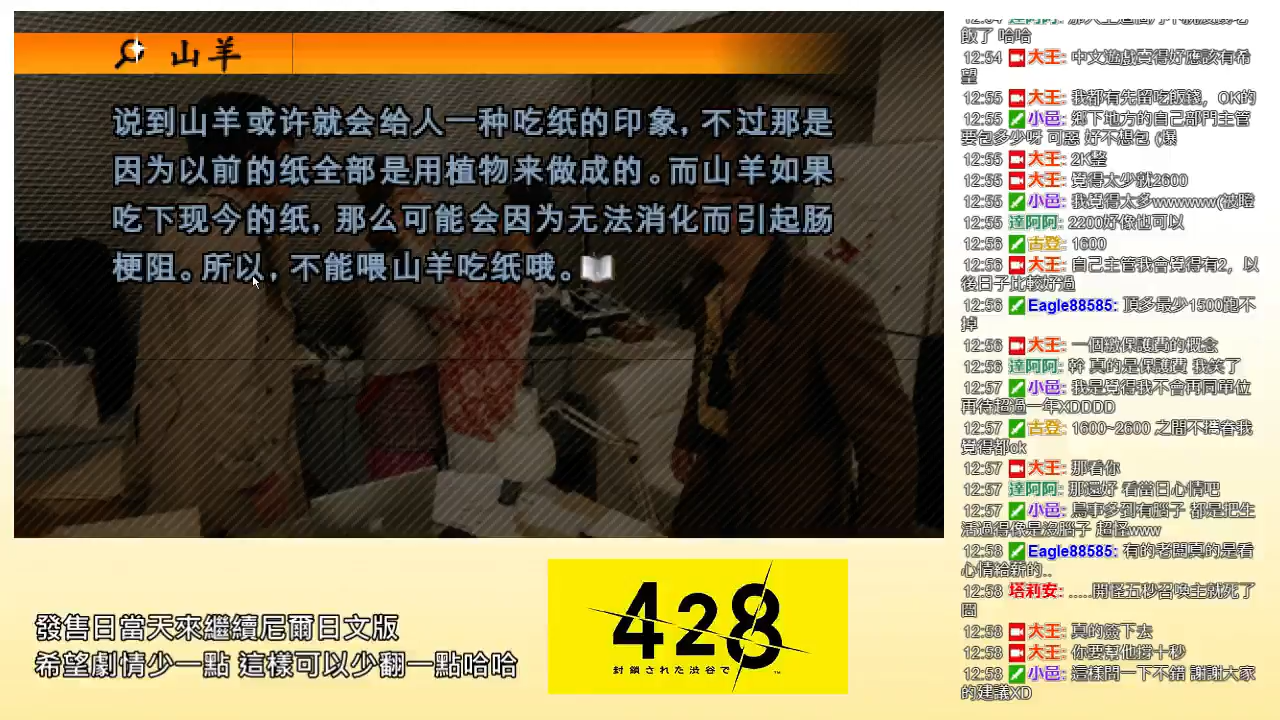 山羊
说到山羊或许就会给人一种吃纸的印象，不过那是
因为以前的纸全部是用植物来做成的。而山羊如果
吃下现今的纸，那么可能会因为无法消化而引起肠
梗阻。所以，不能喂山羊吃纸哦。
發售日當天來繼續尼爾日文版
希望劇情少一點 這樣可以少翻一點哈哈
428
封鎖された渋谷で
飯了 哈哈
12:54 大王: 中文遊戲賣得好應該有希
望
12:55 大王: 我都有先留吃飯錢，OK的
12:55 小邑: 鄉下地方的自己部門主管
要包多少呀 可惡 好不想包 (爆
12:55 大王: 2K整
12:55 大王: 覺得太少就2600
12:55 小邑: 我覺得太多wwwwww(被瞪
12:55 達阿阿: 2200好像也可以
12:56 古登: 1600
12:56 大王: 自己主管我會覺得有2，以
後日子比較好過
12:56 Eagle88585: 頂多最少1500跑不
掉
12:56 大王: 一個繳保護費的概念
12:56 達阿阿: 幹 真的是保護費 我笑了
12:57 小邑: 我是覺得我不會再同單位
再待超過一年XDDDD
12:57 古登: 1600~2600 之間不攜眷我
覺得都ok
12:57 大王: 那看你
12:57 達阿阿: 那還好 看當日心情吧
12:57 小邑: 鳥事多到有腦子 都是把生
活過得像是沒腦子 超怪www
12:58 Eagle88585: 有的老闆真的是看
心情給薪的..
12:58 塔莉安: .....開怪五秒召喚主就死了
囧
12:58 大王: 真的簽下去
12:58 大王: 你要幫他撐十秒
12:58 小邑: 這樣問一下不錯 謝謝大家
的建議XD